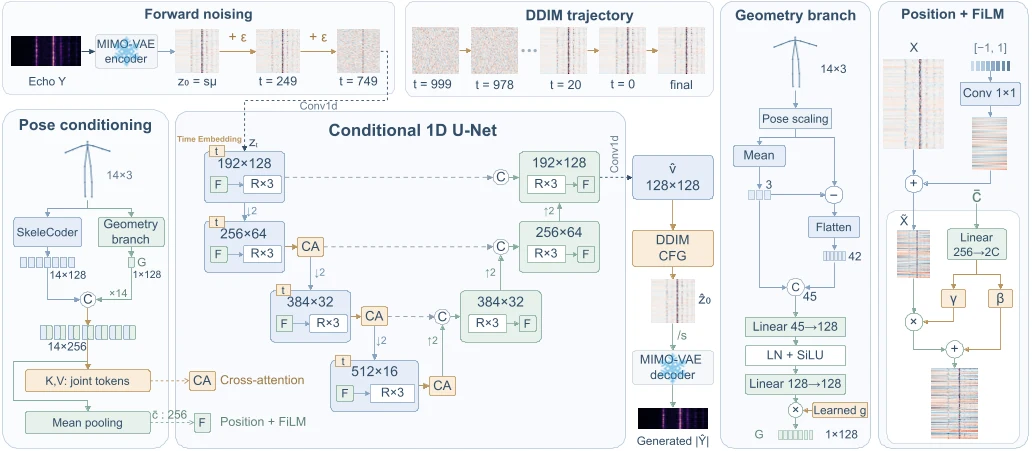 Forward noising
Echo Y
MIMO-VAE
encoder
z₀ = sμ
+ ε
t = 249
+ ε
t = 749
DDIM trajectory
t = 999
t = 978
t = 20
t = 0
final
Pose conditioning
14×3
SkeleCoder
Geometry
branch
14×128
G
1×128
×14
C
14×256
K,V: joint tokens
Mean pooling
c̄ : 256
CA
Cross-attention
F
Position + FiLM
Conditional 1D U-Net
Conv1d
Time Embedding
zₜ
t
192×128
F
R×3
↓2
t
256×64
F
R×3
CA
↓2
t
384×32
F
R×3
CA
↓2
t
512×16
F
R×3
CA
↑2
C
384×32
R×3
F
↑2
C
256×64
R×3
F
↑2
C
192×128
R×3
F
Conv1d
v̂
128×128
DDIM
CFG
ẑ₀
/s
MIMO-VAE
decoder
Generated |Ŷ|
Geometry branch
14×3
Pose scaling
Mean
3
−
Flatten
42
C
45
Linear 45→128
LN + SiLU
Linear 128→128
×
Learned g
G
1×128
Position + FiLM
X
[−1, 1]
Conv 1×1
+
X̃
C̄
Linear
256→2C
γ
β
×
+